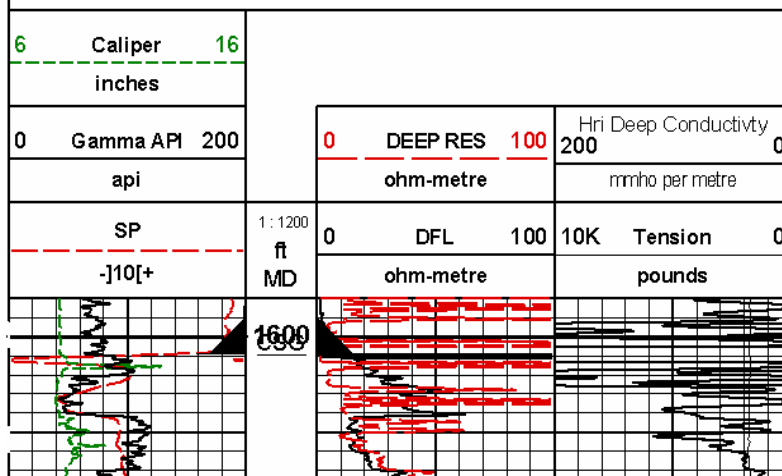 6 Caliper 16
inches
0 Gamma API 200
api
SP
-]10[+
1 : 1200
ft
MD
0 DEEP RES 100
ohm-metre
0 DFL 100
ohm-metre
Hri Deep Conductivty
200 0
mmho per metre
10K Tension 0
pounds
1600